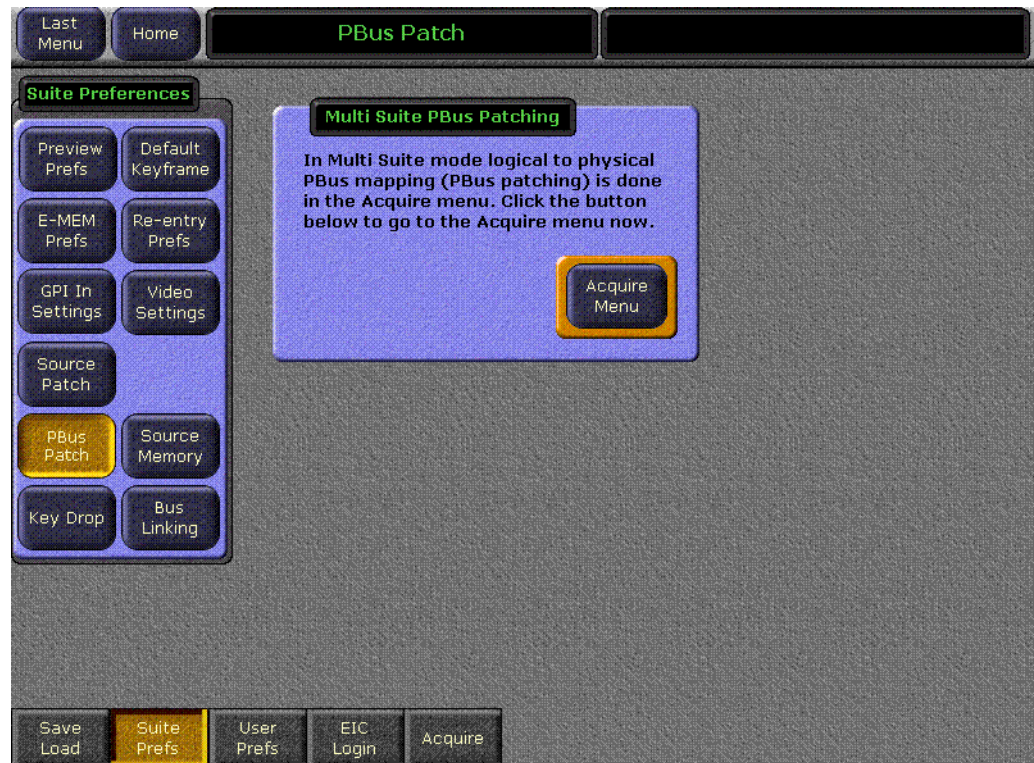 Last
Menu
Home
PBus Patch
Suite Preferences
Preview
Prefs
Default
Keyframe
E-MEM
Prefs
Re-entry
Prefs
GPI In
Settings
Video
Settings
Source
Patch
PBus
Patch
Source
Memory
Key Drop
Bus
Linking
Multi Suite PBus Patching
In Multi Suite mode logical to physical
PBus mapping (PBus patching) is done
in the Acquire menu. Click the button
below to go to the Acquire menu now.
Acquire
Menu
Save
Load
Suite
Prefs
User
Prefs
EIC
Login
Acquire